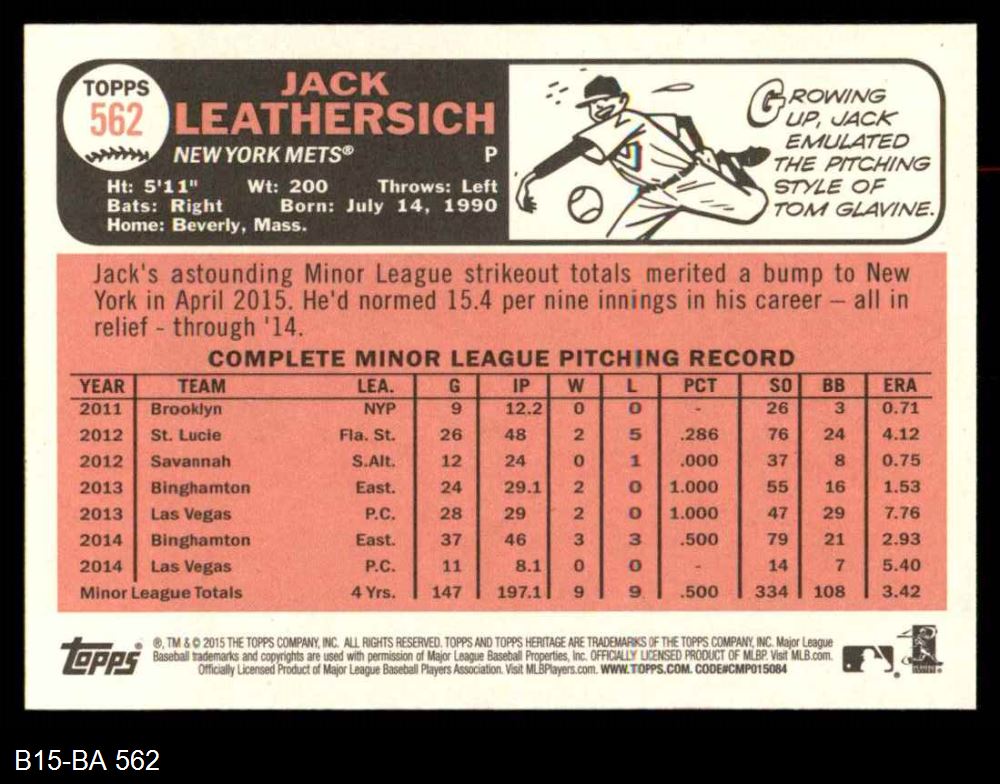 TOPPS
562
JACK
LEATHERSICH
NEW YORK METS® P
Ht: 5'11" Wt: 200 Throws: Left
Bats: Right Born: July 14, 1990
Home: Beverly, Mass.
GROWING
UP, JACK
EMULATED
THE PITCHING
STYLE OF
TOM GLAVINE.
Jack's astounding Minor League strikeout totals merited a bump to New
York in April 2015. He'd normed 15.4 per nine innings in his career – all in
relief - through '14.
COMPLETE MINOR LEAGUE PITCHING RECORD
YEAR TEAM LEA. G IP W L PCT SO BB ERA
2011 Brooklyn NYP 9 12.2 0 0 - 26 3 0.71
2012 St. Lucie Fla. St. 26 48 2 5 .286 76 24 4.12
2012 Savannah S.Alt. 12 24 0 1 .000 37 8 0.75
2013 Binghamton East. 24 29.1 2 0 1.000 55 16 1.53
2013 Las Vegas P.C. 28 29 2 0 1.000 47 29 7.76
2014 Binghamton East. 37 46 3 3 .500 79 21 2.93
2014 Las Vegas P.C. 11 8.1 0 0 - 14 7 5.40
Minor League Totals 4 Yrs. 147 197.1 9 9 .500 334 108 3.42
Topps®
®, TM & © 2015 THE TOPPS COMPANY, INC. ALL RIGHTS RESERVED. TOPPS AND TOPPS HERITAGE ARE TRADEMARKS OF THE TOPPS COMPANY, INC. Major League
Baseball trademarks and copyrights are used with permission of Major League Baseball Properties, Inc. OFFICIALLY LICENSED PRODUCT OF MLBP. Visit MLB.com.
Officially Licensed Product of Major League Baseball Players Association. Visit MLBPlayers.com. WWW.TOPPS.COM. CODE#CMP015084
B15-BA 562